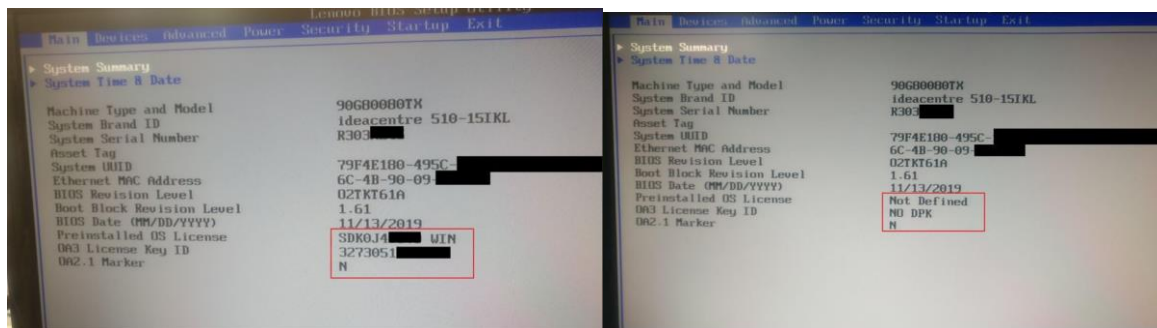 Lenovo BIOS Setup Utility
Main Devices Advanced Power Security Startup Exit
System Summary
System Time & Date
Machine Type and Model 90G80080TX
System Brand ID ideacentre 510-15IKL
System Serial Number R303
Asset Tag
System UUID 79F4E180-495C-
Ethernet MAC Address 6C-4B-90-09-
BIOS Revision Level O2TKT61A
Boot Block Revision Level 1.61
BIOS Date (MM/DD/YYYY) 11/13/2019
Preinstalled OS License SDK0J4 WIN
OA3 License Key ID 3273051
OA2.1 Marker N
Main Devices Advanced Power Security Startup Exit
System Summary
System Time & Date
Machine Type and Model 90G80080TX
System Brand ID ideacentre 510-15IKL
System Serial Number R303
Asset Tag
System UUID 79F4E180-495C-
Ethernet MAC Address 6C-4B-90-09-
BIOS Revision Level O2TKT61A
Boot Block Revision Level 1.61
BIOS Date (MM/DD/YYYY) 11/13/2019
Preinstalled OS License Not Defined
OA3 License Key ID NO DPK
OA2.1 Marker N